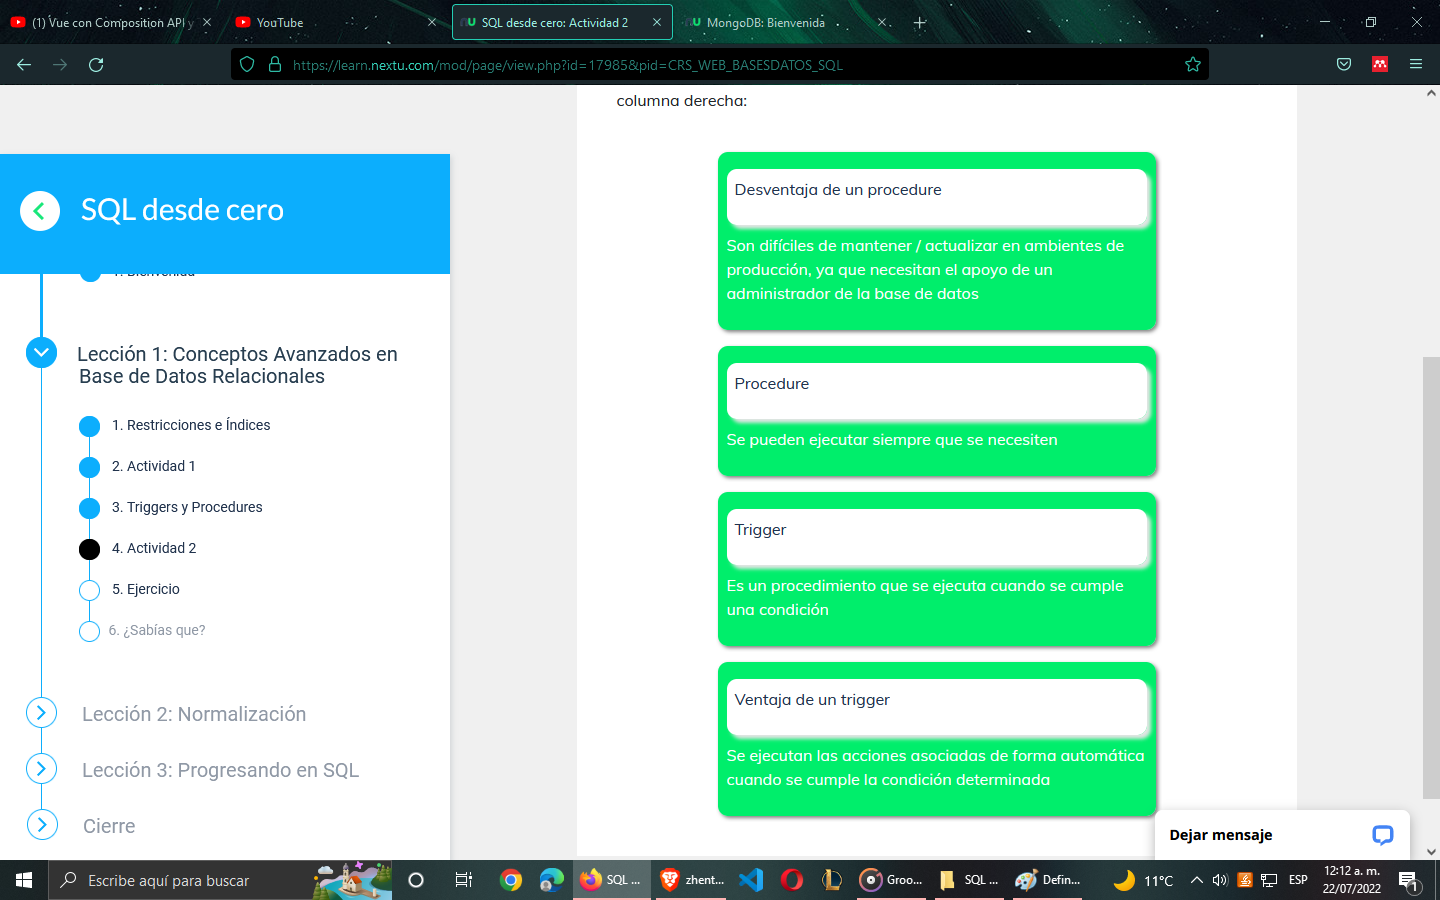 (1) Vue con Composition API y
YouTube
SQL desde cero: Actividad 2
MongoDB: Bienvenida
https://learn.nextu.com/mod/page/view.php?id=17985&pid=CRS_WEB_BASESDATOS_SQL
columna derecha:
SQL desde cero
1. Bienvenida
Lección 1: Conceptos Avanzados en
Base de Datos Relacionales
1. Restricciones e Índices
2. Actividad 1
3. Triggers y Procedures
4. Actividad 2
5. Ejercicio
6. ¿Sabías que?
Lección 2: Normalización
Lección 3: Progresando en SQL
Cierre
Desventaja de un procedure
Son difíciles de mantener / actualizar en ambientes de
producción, ya que necesitan el apoyo de un
administrador de la base de datos
Procedure
Se pueden ejecutar siempre que se necesiten
Trigger
Es un procedimiento que se ejecuta cuando se cumple
una condición
Ventaja de un trigger
Se ejecutan las acciones asociadas de forma automática
cuando se cumple la condición determinada
Dejar mensaje
Escribe aquí para buscar
SQL ...
zhent...
Groo...
SQL ...
Defin...
11°C
ESP
12:12 a. m.
22/07/2022
1